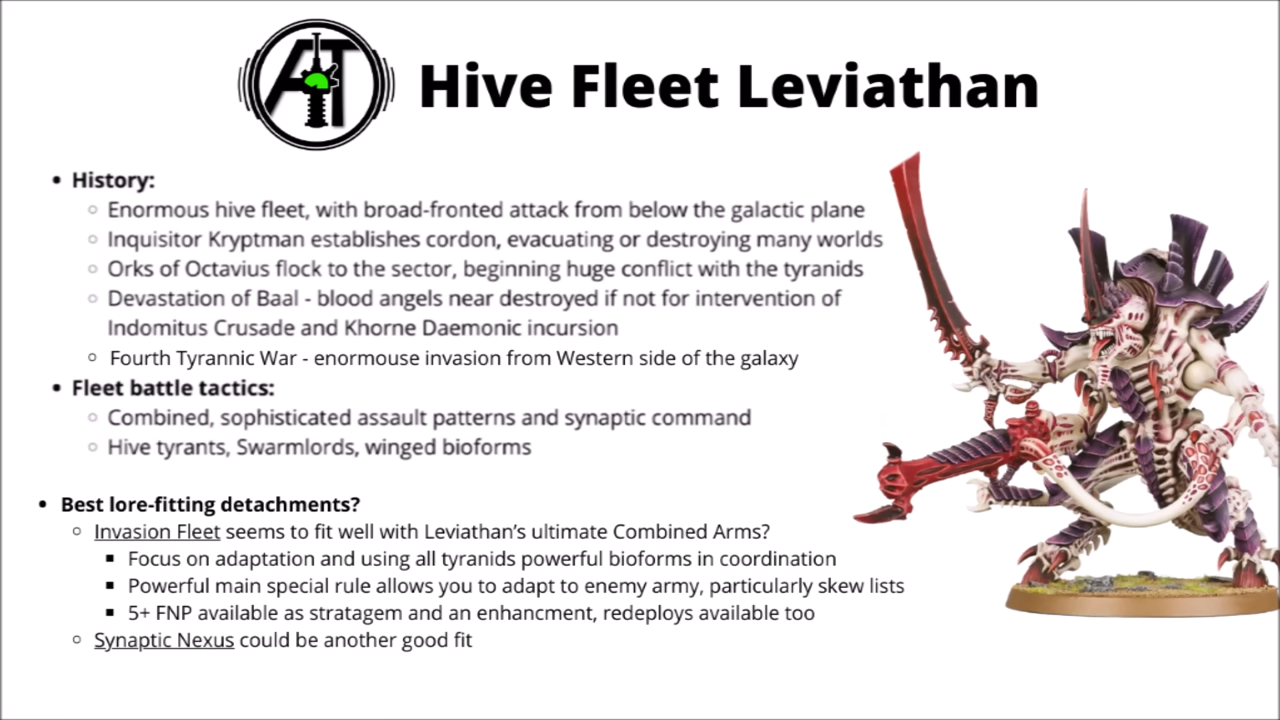 AT
Hive Fleet Leviathan
• History:
○ Enormous hive fleet, with broad-fronted attack from below the galactic plane
○ Inquisitor Kryptman establishes cordon, evacuating or destroying many worlds
○ Orks of Octavius flock to the sector, beginning huge conflict with the tyranids
○ Devastation of Baal - blood angels near destroyed if not for intervention of
Indomitus Crusade and Khorne Daemonic incursion
○ Fourth Tyrannic War - enormouse invasion from Western side of the galaxy
• Fleet battle tactics:
○ Combined, sophisticated assault patterns and synaptic command
○ Hive tyrants, Swarmlords, winged bioforms
• Best lore-fitting detachments?
○ Invasion Fleet seems to fit well with Leviathan’s ultimate Combined Arms?
▪ Focus on adaptation and using all tyranids powerful bioforms in coordination
▪ Powerful main special rule allows you to adapt to enemy army, particularly skew lists
▪ 5+ FNP available as stratagem and an enhancment, redeploys available too
○ Synaptic Nexus could be another good fit